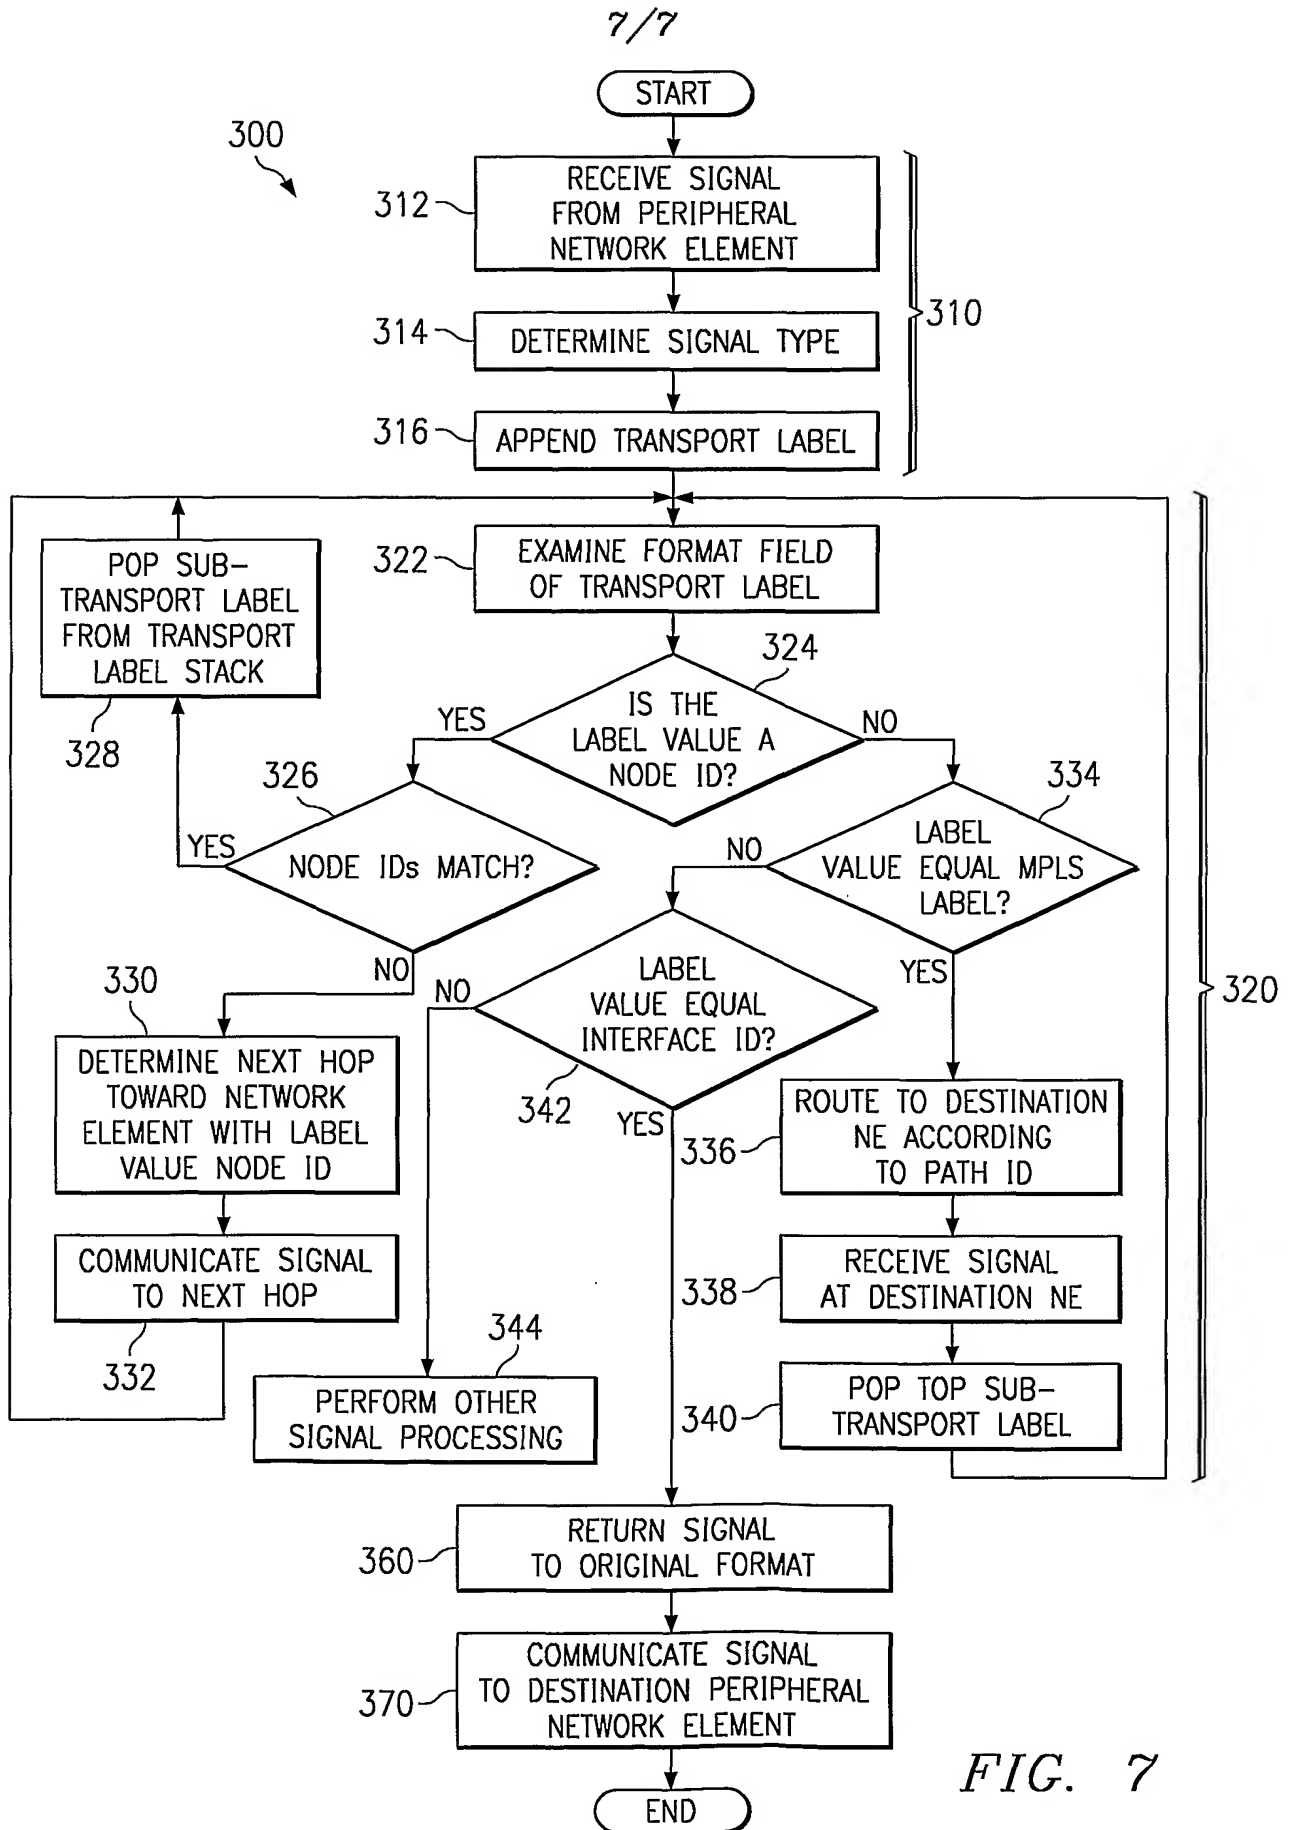 7/7
START
300
312
RECEIVE SIGNAL
FROM PERIPHERAL
NETWORK ELEMENT
310
314
DETERMINE SIGNAL TYPE
316
APPEND TRANSPORT LABEL
POP SUB-
TRANSPORT LABEL
FROM TRANSPORT
LABEL STACK
328
322
EXAMINE FORMAT FIELD
OF TRANSPORT LABEL
324
IS THE
LABEL VALUE A
NODE ID?
YES
NO
326
NODE IDs MATCH?
YES
NO
334
LABEL
VALUE EQUAL MPLS
LABEL?
NO
YES
320
330
DETERMINE NEXT HOP
TOWARD NETWORK
ELEMENT WITH LABEL
VALUE NODE ID
LABEL
VALUE EQUAL
INTERFACE ID?
NO
342
YES
336
ROUTE TO DESTINATION
NE ACCORDING
TO PATH ID
COMMUNICATE SIGNAL
TO NEXT HOP
332
338
RECEIVE SIGNAL
AT DESTINATION NE
344
PERFORM OTHER
SIGNAL PROCESSING
340
POP TOP SUB-
TRANSPORT LABEL
360
RETURN SIGNAL
TO ORIGINAL FORMAT
370
COMMUNICATE SIGNAL
TO DESTINATION PERIPHERAL
NETWORK ELEMENT
END
FIG. 7